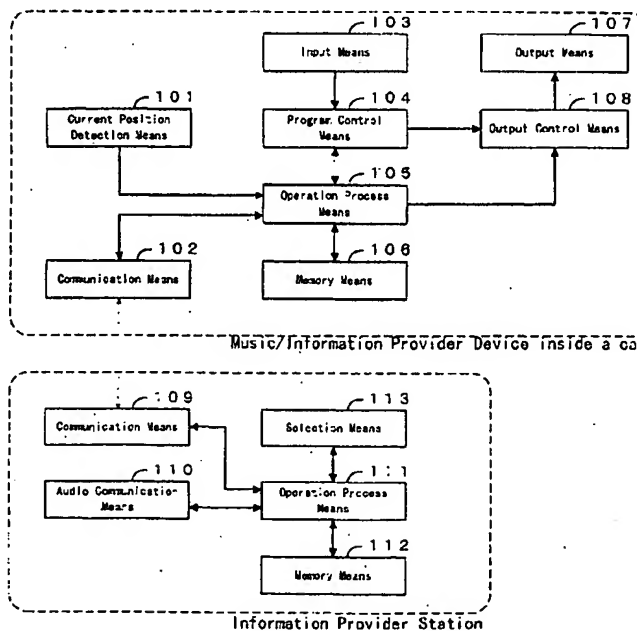 103
Input Means
107
Output Means
101
Current Position
Detection Means
104
Program Control
Means
108
Output Control Means
105
Operation Process
Means
102
Communication Means
106
Memory Means
Music/Information Provider Device inside a ca
109
Communication Means
113
Selection Means
110
Audio Communication
Means
111
Operation Process
Means
112
Memory Means
Information Provider Station